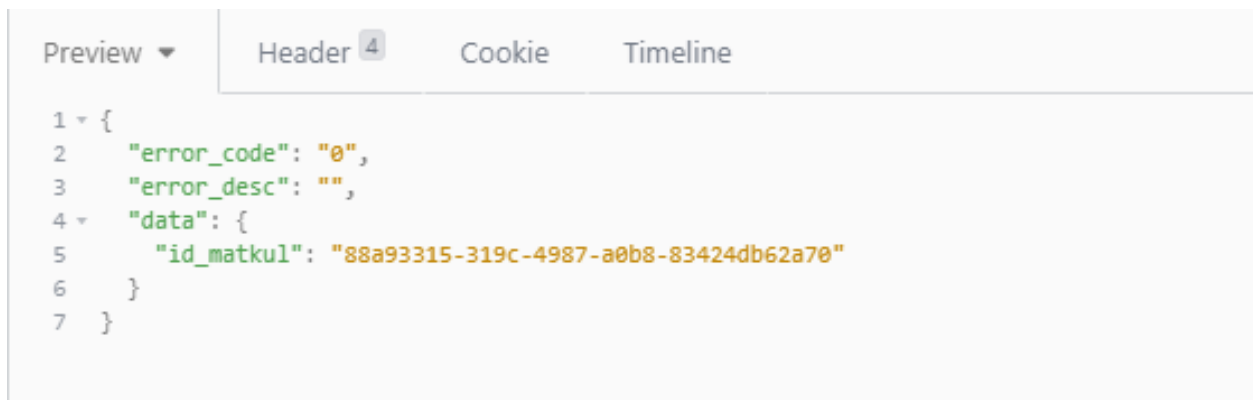 Preview Header 4 Cookie Timeline
1 {
2 "error_code": "0",
3 "error_desc": "",
4 "data": {
5 "id_matkul": "88a93315-319c-4987-a0b8-83424db62a70"
6 }
7 }